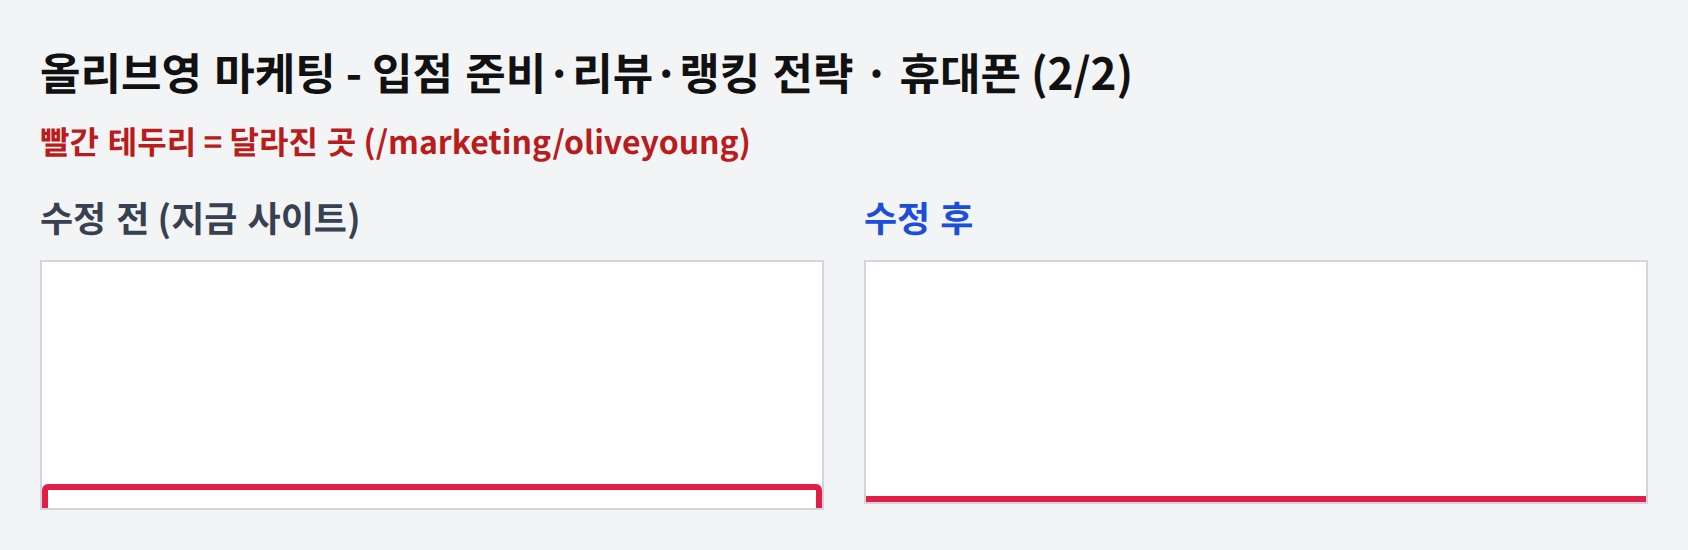 올리브영 마케팅 - 입점 준비·리뷰·랭킹 전략 · 휴대폰 (2/2)
빨간 테두리 = 달라진 곳 (/marketing/oliveyoung)
수정 전 (지금 사이트)
수정 후